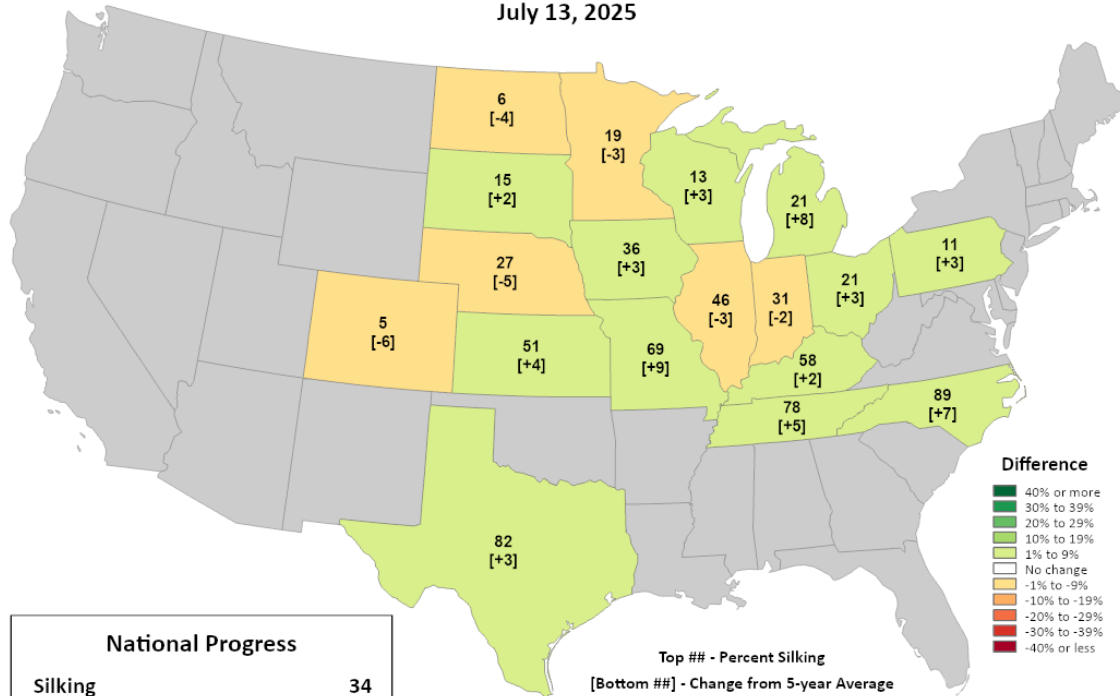 July 13, 2025
6
[-4]
19
[-3]
15
[+2]
13
[+3]
21
[+8]
27
[-5]
36
[+3]
11
[+3]
21
[+3]
46
[-3]
31
[-2]
5
[-6]
51
[+4]
69
[+9]
58
[+2]
78
[+5]
89
[+7]
82
[+3]
Difference
40% or more
30% to 39%
20% to 29%
10% to 19%
1% to 9%
No change
-1% to -9%
-10% to -19%
-20% to -29%
-30% to -39%
-40% or less
National Progress
Silking 34
Top ## - Percent Silking
[Bottom ##] - Change from 5-year Average